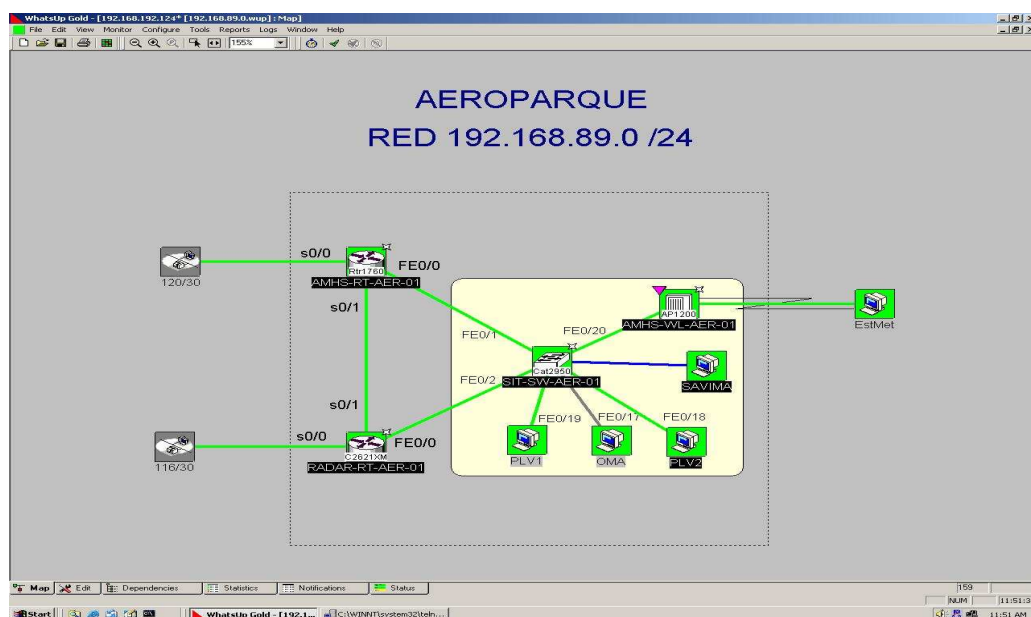 WhatsUp Gold - [192.168.192.124* [192.168.89.0.wup] : Map]
File Edit View Monitor Configure Tools Reports Logs Window Help
155%
AEROPARQUE
RED 192.168.89.0 /24
s0/0
Rtr1760
FE0/0
120/30
AMHS-RT-AER-01
s0/1
AP1200
AMHS-WL-AER-01
EstMet
FE0/1
FE0/20
Cat2950
FE0/2
SIT-SW-AER-01
SAVIMA
s0/1
FE0/19
FE0/17
FE0/18
s0/0
FE0/0
C2621XM
116/30
RADAR-RT-AER-01
PLV1
OMA
PLV2
Map Edit Dependencies Statistics Notifications Status
159
NUM
11:51:3
Start
WhatsUp Gold - [192.1...
C:\WINNT\system32\teln...
11:51 AM